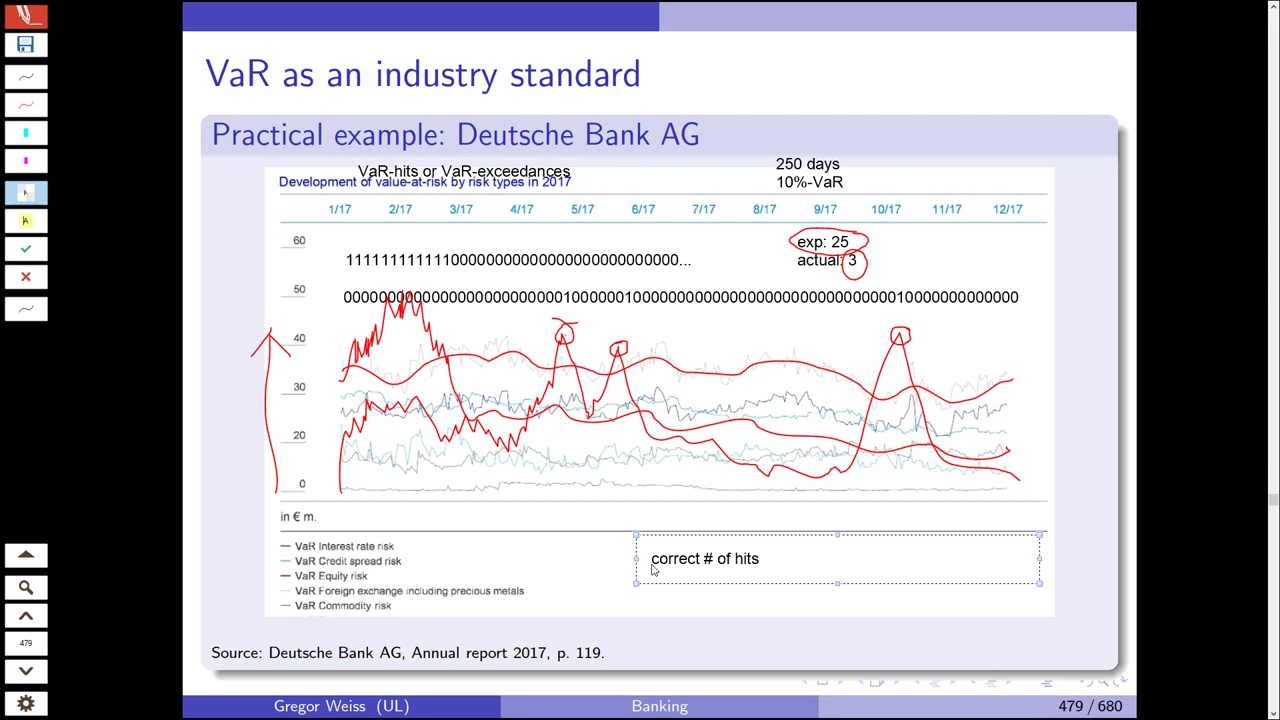 VaR as an industry standard
Practical example: Deutsche Bank AG
VaR-hits or VaR-exceedances
250 days
Development of value-at-risk by risk types in 2017
10%-VaR
1/17 2/17 3/17 4/17 5/17 6/17 7/17 8/17 9/17 10/17 11/17 12/17
60
exp: 25
111111111111000000000000000000000000000...
actual: 3
50
0000000000000000000000000100000010000000000000000000000000000000010000000000000
40
30
20
10
0
in € m.
VaR Interest rate risk
VaR Credit spread risk
VaR Equity risk
VaR Foreign exchange including precious metals
VaR Commodity risk
correct # of hits
Source: Deutsche Bank AG, Annual report 2017, p. 119.
Gregor Weiss (UL) Banking 479 / 680
479
A